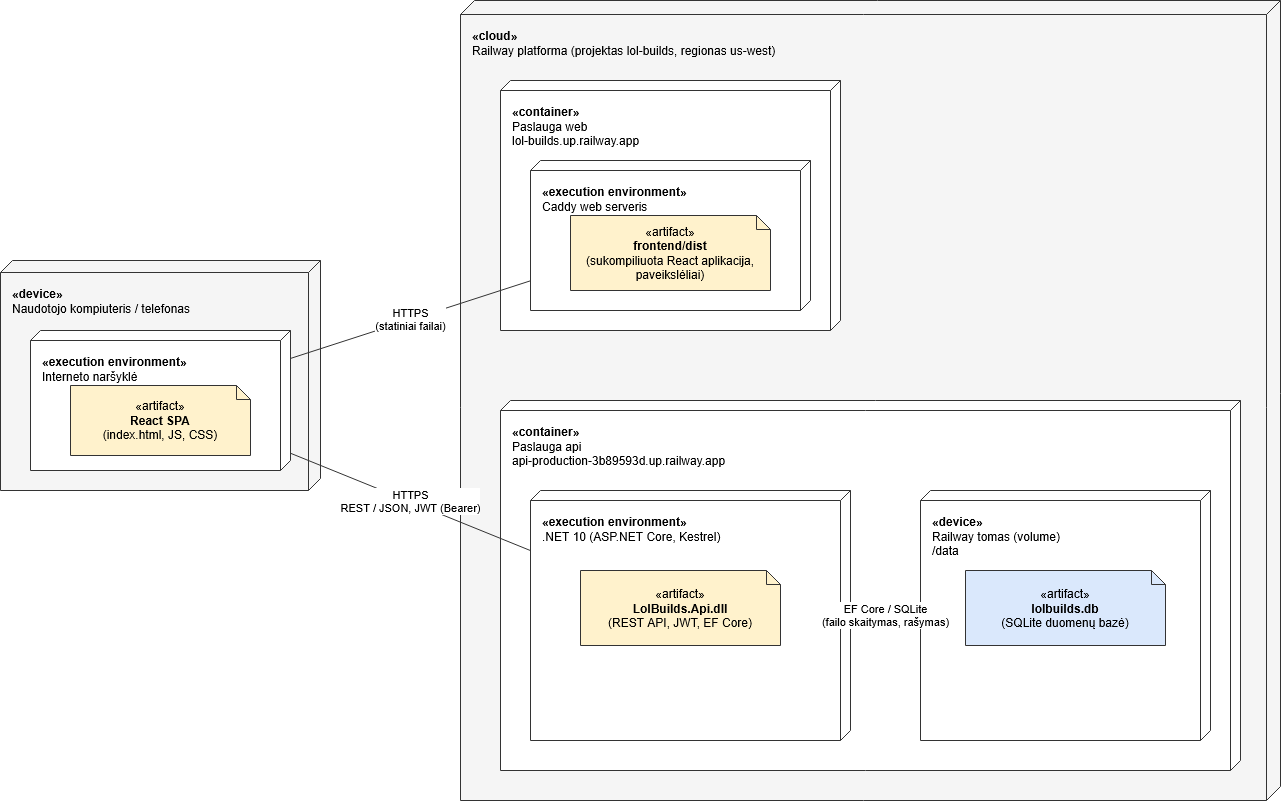 «cloud»
Railway platforma (projektas lol-builds, regionas us-west)
«container»
Paslauga web
lol-builds.up.railway.app
«execution environment»
Caddy web serveris
«artifact»
frontend/dist
(sukompiliuota React aplikacija,
paveikslėliai)
«device»
Naudotojo kompiuteris / telefonas
«execution environment»
Interneto naršyklė
«artifact»
React SPA
(index.html, JS, CSS)
HTTPS
(statiniai failai)
HTTPS
REST / JSON, JWT (Bearer)
«container»
Paslauga api
api-production-3b89593d.up.railway.app
«execution environment»
.NET 10 (ASP.NET Core, Kestrel)
«artifact»
LolBuilds.Api.dll
(REST API, JWT, EF Core)
EF Core / SQLite
(failo skaitymas, rašymas)
«device»
Railway tomas (volume)
/data
«artifact»
lolbuilds.db
(SQLite duomenų bazė)